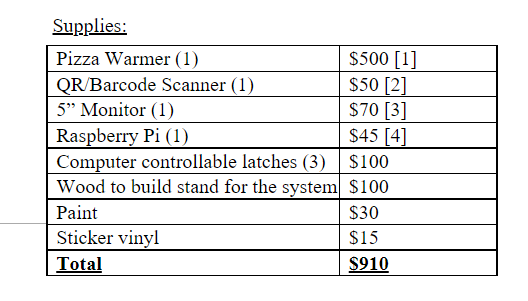 Supplies:
Pizza Warmer (1) $500 [1]
QR/Barcode Scanner (1) $50 [2]
5” Monitor (1) $70 [3]
Raspberry Pi (1) $45 [4]
Computer controllable latches (3) $100
Wood to build stand for the system $100
Paint $30
Sticker vinyl $15
Total $910